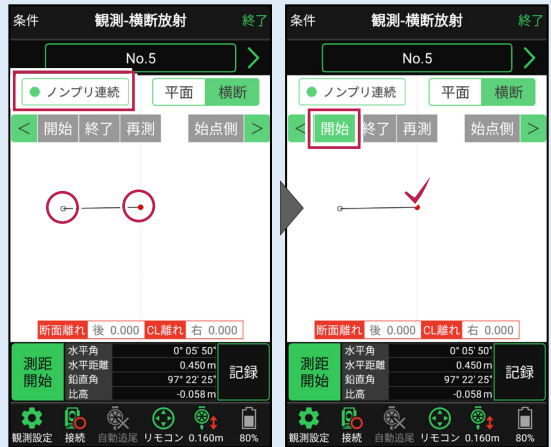 条件 観測-横断放射 終了
No.5
ノンプリ連続 平面 横断
< 開始 終了 再測 始点側 >
断面離れ 後 0.000 CL離れ 右 0.000
測距開始
水平角 0° 05' 50"
水平距離 0.450 m
鉛直角 97° 22' 25"
比高 -0.058 m
記録
観測設定 接続 自動追尾 リモコン 0.160m 80%
条件 観測-横断放射 終了
No.5
ノンプリ連続 平面 横断
< 開始 終了 再測 始点側 >
断面離れ 後 0.000 CL離れ 右 0.000
測距開始
水平角 0° 05' 50"
水平距離 0.450 m
鉛直角 97° 22' 25"
比高 -0.058 m
記録
観測設定 接続 自動追尾 リモコン 0.160m 80%